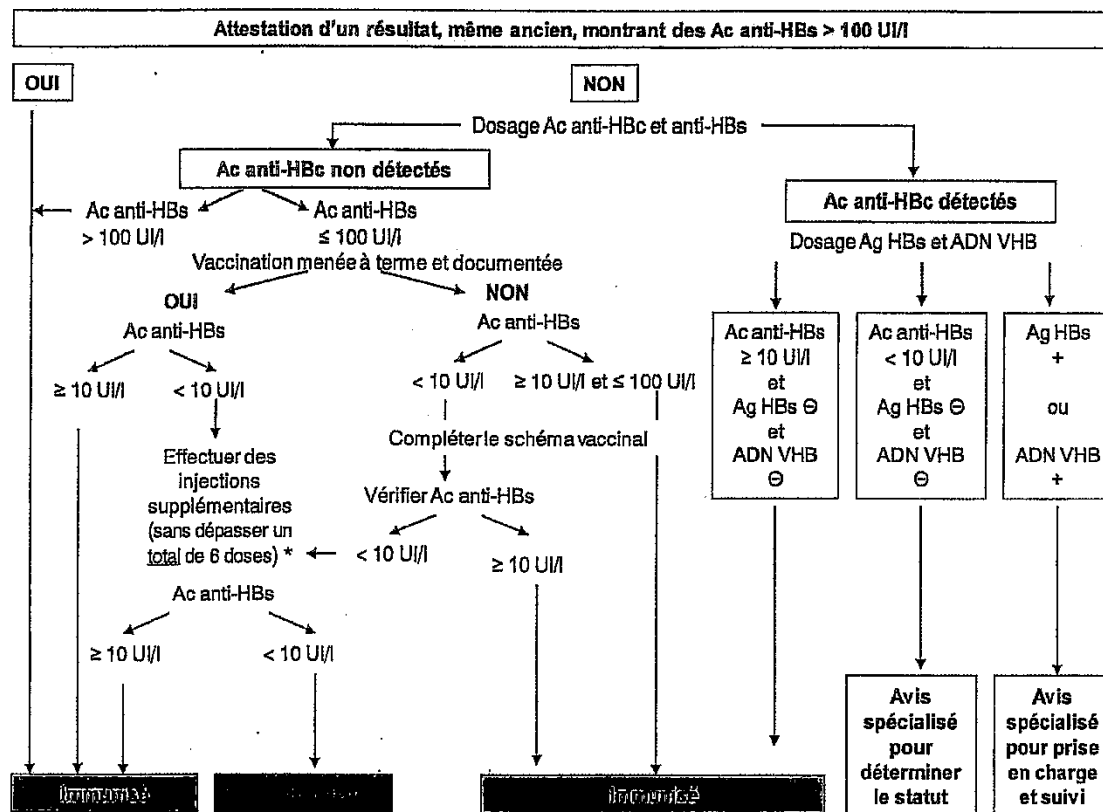 Attestation d'un résultat, même ancien, montrant des Ac anti-HBs > 100 UI/l
OUI
NON
Dosage Ac anti-HBc et anti-HBs
Ac anti-HBc non détectés
Ac anti-HBs
> 100 UI/l
Ac anti-HBs
≤ 100 UI/l
Vaccination menée à terme et documentée
OUI
Ac anti-HBs
≥ 10 UI/l
< 10 UI/l
Effectuer des
injections
supplémentaires
(sans dépasser un
total de 6 doses) *
Ac anti-HBs
≥ 10 UI/l
< 10 UI/l
NON
Ac anti-HBs
< 10 UI/l
≥ 10 UI/l et ≤ 100 UI/l
Compléter le schéma vaccinal
Vérifier Ac anti-HBs
< 10 UI/l
≥ 10 UI/l
Ac anti-HBc détectés
Dosage Ag HBs et ADN VHB
Ac anti-HBs
≥ 10 UI/l
et
Ag HBs ⊖
et
ADN VHB
⊖
Ac anti-HBs
< 10 UI/l
et
Ag HBs ⊖
et
ADN VHB
⊖
Ag HBs
+
ou
ADN VHB
+
Immunisé
Immunisé
Avis
spécialisé
pour
déterminer
le statut
Avis
spécialisé
pour prise
en charge
et suivi